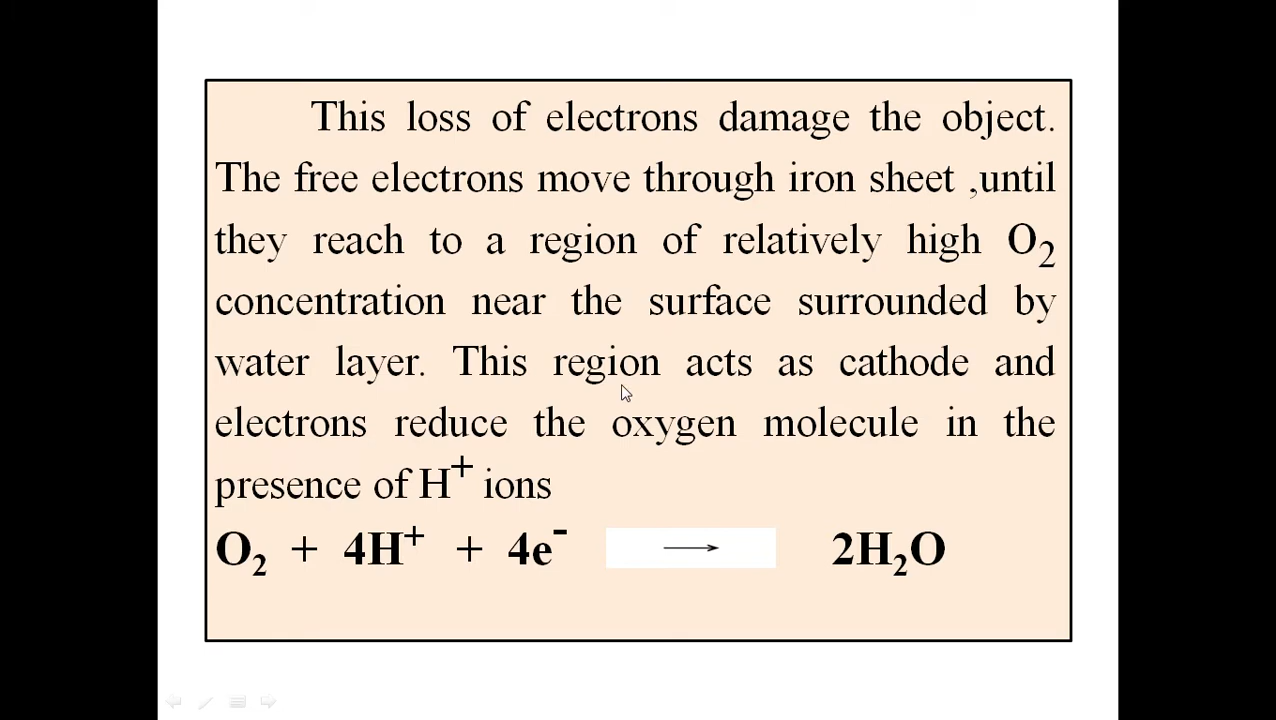 This loss of electrons damage the object.
The free electrons move through iron sheet ,until
they reach to a region of relatively high O₂
concentration near the surface surrounded by
water layer. This region acts as cathode and
electrons reduce the oxygen molecule in the
presence of H⁺ ions
O₂ + 4H⁺ + 4e⁻ ⟶ 2H₂O